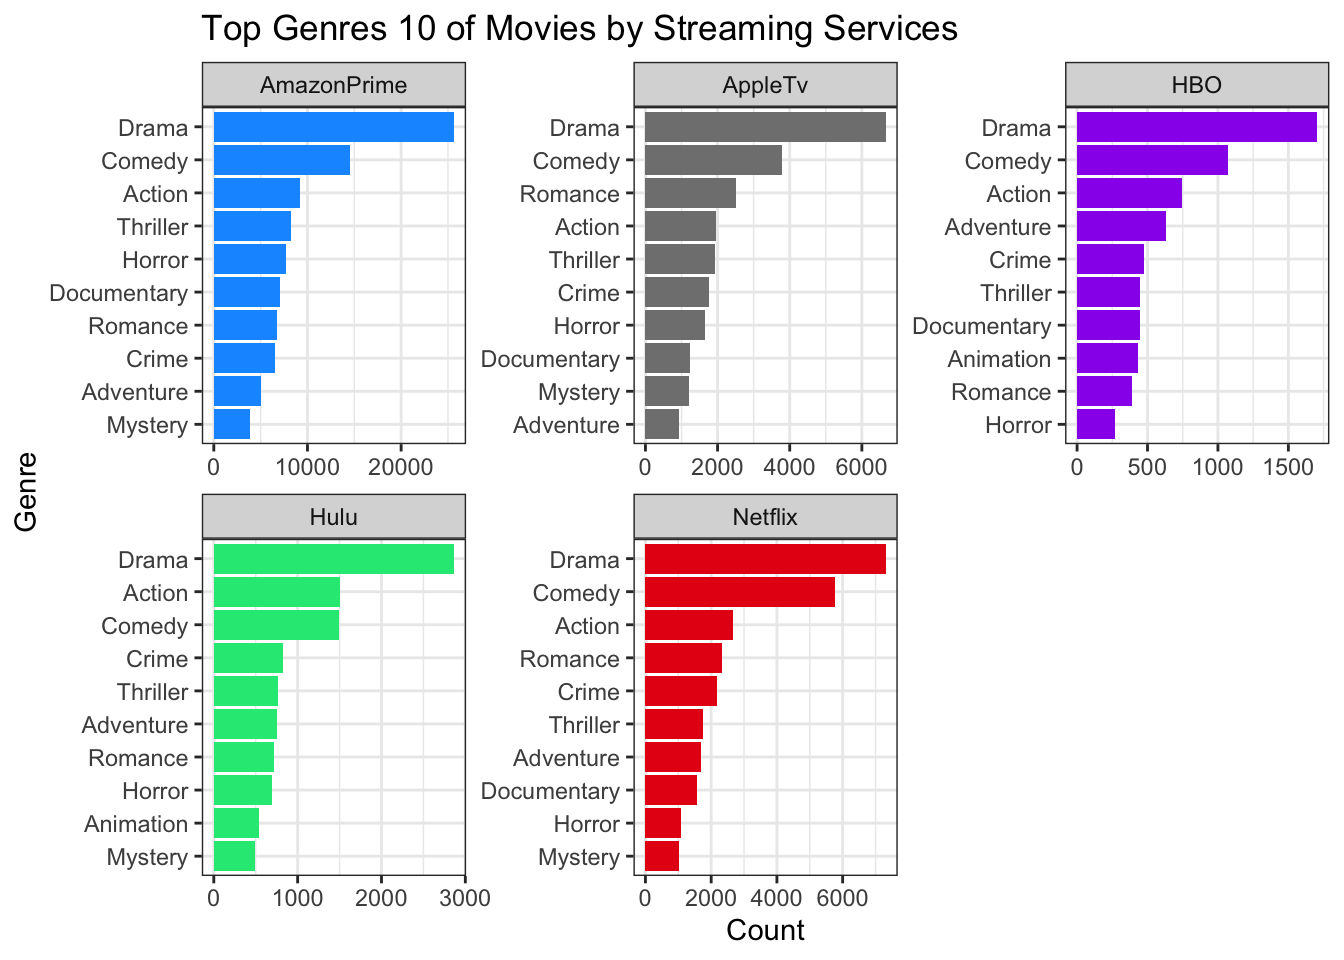 Top Genres 10 of Movies by Streaming Services
AmazonPrime
Drama
Comedy
Action
Thriller
Horror
Documentary
Romance
Crime
Adventure
Mystery
0 10000 20000
AppleTv
Drama
Comedy
Romance
Action
Thriller
Crime
Horror
Documentary
Mystery
Adventure
0 2000 4000 6000
HBO
Drama
Comedy
Action
Adventure
Crime
Thriller
Documentary
Animation
Romance
Horror
0 500 1000 1500
Genre
Hulu
Drama
Action
Comedy
Crime
Thriller
Adventure
Romance
Horror
Animation
Mystery
0 1000 2000 3000
Netflix
Drama
Comedy
Action
Romance
Crime
Thriller
Adventure
Documentary
Horror
Mystery
0 2000 4000 6000
Count